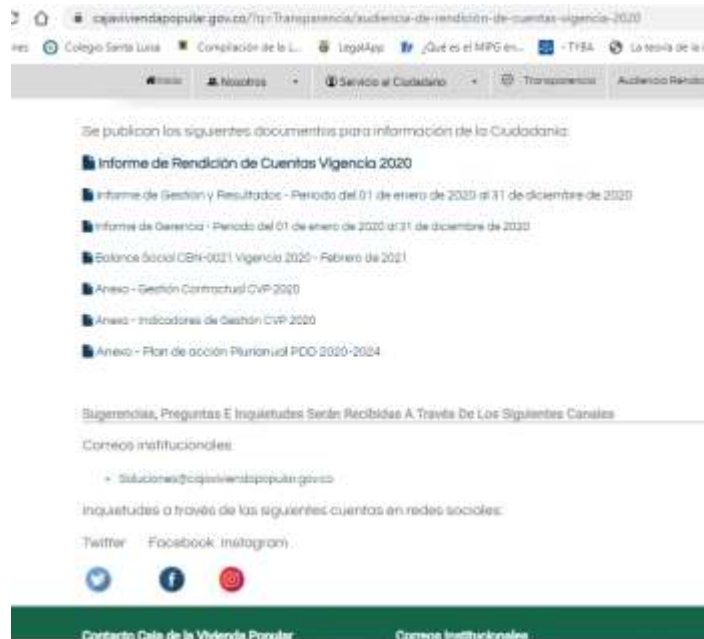 cajaviviendapopular.gov.co/?q=Transparencia/audiencia-de-rendición-de-cuentas-vigencia-2020
Colegio Santa Luisa Compilación de la L... LegalApp ¿Qué es el MIPG en... - TYBA La teoría de la
Inicio Nosotros Servicio al Ciudadano Transparencia Audiencia
Se publican los siguientes documentos para información de la Ciudadania:
Informe de Rendición de Cuentas Vigencia 2020
Informe de Gestión y Resultados - Periodo del 01 de enero de 2020 al 31 de diciembre de 2020
Informe de Gerencia - Periodo del 01 de enero de 2020 al 31 de diciembre de 2020
Balance Social CBN-0021 Vigencia 2020 - Febrero de 2021
Anexo - Gestión Contractual CVP 2020
Anexo - Indicadores de Gestión CVP 2020
Anexo - Plan de acción Plurianual PDD 2020-2024
Sugerencias, Preguntas E Inquietudes Serán Recibidas A Través De Los Siguientes Canales
Correos institucionales:
Soluciones@cajaviviendapopular.gov.co
Inquietudes a través de las siguientes cuentas en redes sociales:
Twitter Facebook Instagram
Contacto Caja de la Vivienda Popular Correos Institucionales